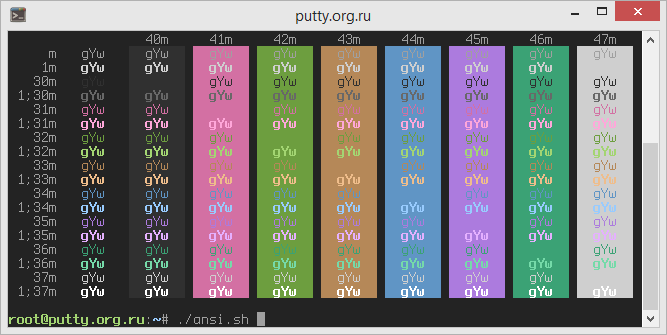 putty.org.ru
40m 41m 42m 43m 44m 45m 46m 47m
m gYw gYw gYw gYw gYw gYw gYw gYw gYw
1m gYw gYw gYw gYw gYw gYw gYw gYw gYw
30m gYw gYw gYw gYw gYw gYw gYw gYw gYw
1;30m gYw gYw gYw gYw gYw gYw gYw gYw gYw
31m gYw gYw gYw gYw gYw gYw gYw gYw gYw
1;31m gYw gYw gYw gYw gYw gYw gYw gYw gYw
32m gYw gYw gYw gYw gYw gYw gYw gYw gYw
1;32m gYw gYw gYw gYw gYw gYw gYw gYw gYw
33m gYw gYw gYw gYw gYw gYw gYw gYw gYw
1;33m gYw gYw gYw gYw gYw gYw gYw gYw gYw
34m gYw gYw gYw gYw gYw gYw gYw gYw gYw
1;34m gYw gYw gYw gYw gYw gYw gYw gYw gYw
35m gYw gYw gYw gYw gYw gYw gYw gYw gYw
1;35m gYw gYw gYw gYw gYw gYw gYw gYw gYw
36m gYw gYw gYw gYw gYw gYw gYw gYw gYw
1;36m gYw gYw gYw gYw gYw gYw gYw gYw gYw
37m gYw gYw gYw gYw gYw gYw gYw gYw gYw
1;37m gYw gYw gYw gYw gYw gYw gYw gYw gYw
root@putty.org.ru:~# ./ansi.sh